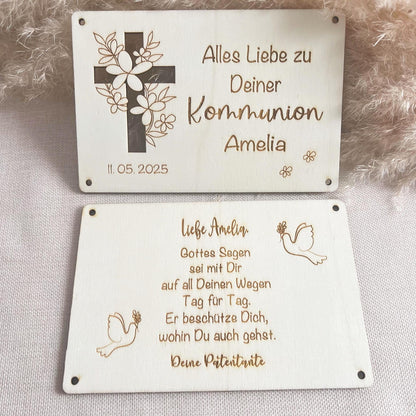 Alles Liebe zu
Deiner
Kommunion
Amelia
11. 05. 2025
Liebe Amelia,
Gottes Segen
sei mit Dir
auf all Deinen Wegen
Tag für Tag.
Er beschütze Dich,
wohin Du auch gehst.
Deine Patentante